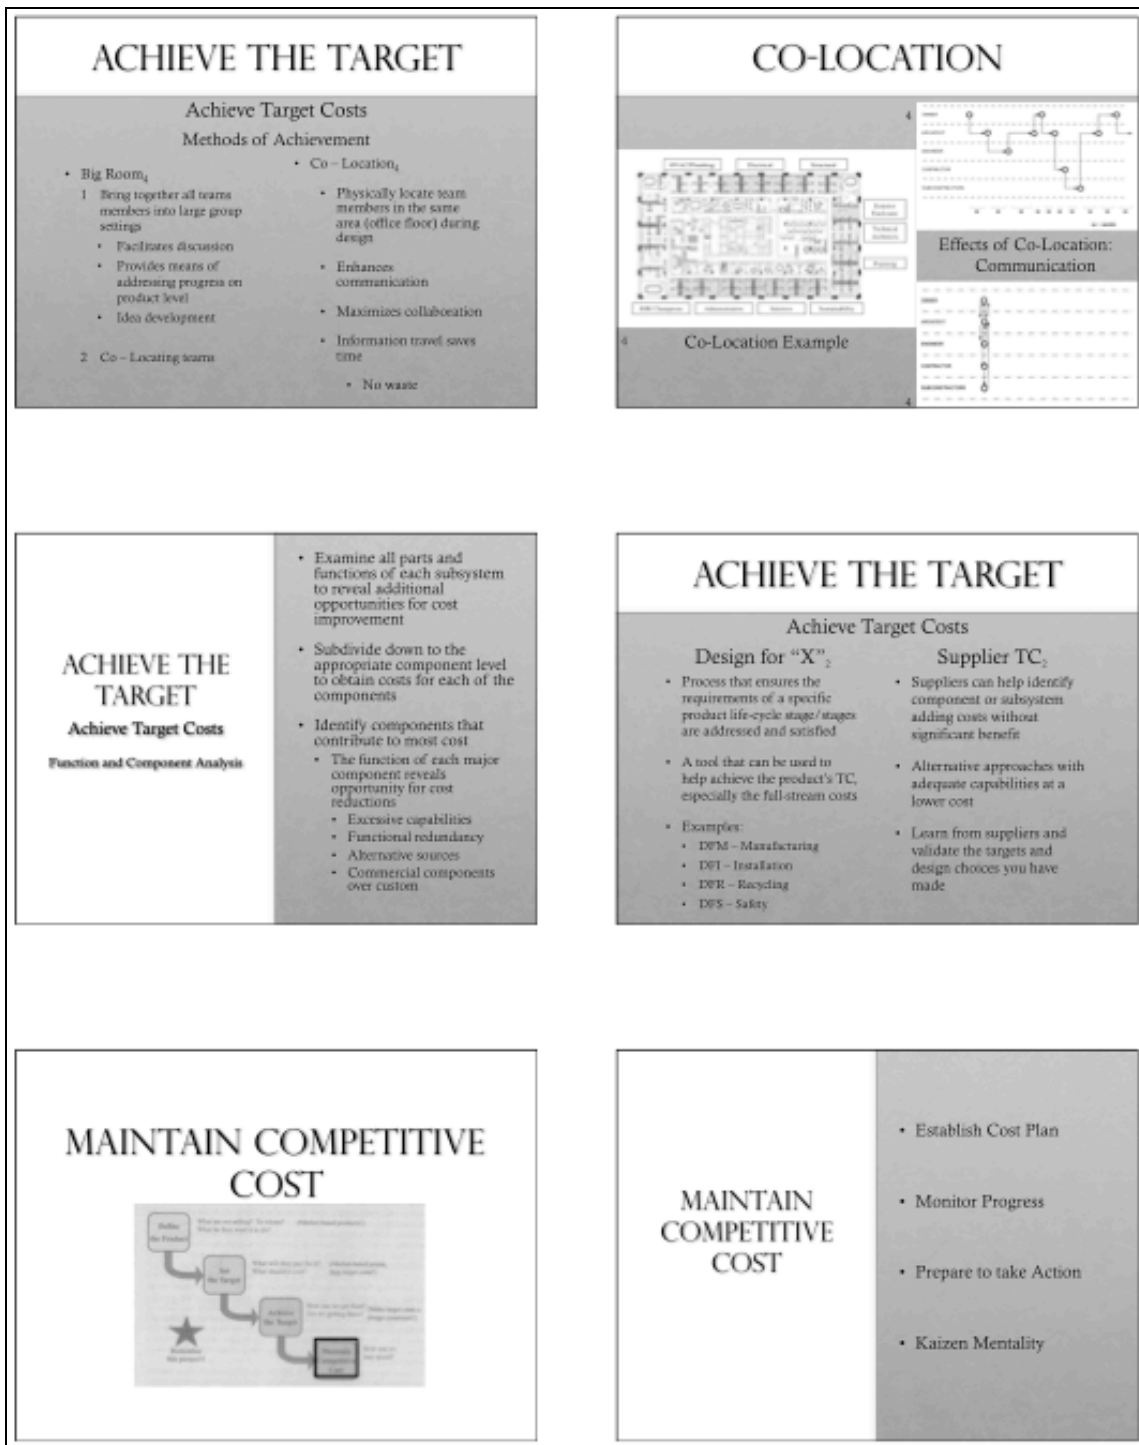 ACHIEVE THE TARGET
Achieve Target Costs
Methods of Achievement
• Big Room4
1 Bring together all teams
members into large group
settings
• Facilitates discussion
• Provides means of
addressing progress on
product level
• Idea development
2 Co – Locating teams
• Co – Location4
• Physically locate team
members in the same
area (office floor) during
design
• Enhances
communication
• Maximizes collaboration
• Information travel saves
time
• No waste
CO-LOCATION
4
Co-Location Example
4
Effects of Co-Location:
Communication
4
ACHIEVE THE
TARGET
Achieve Target Costs
Function and Component Analysis
• Examine all parts and
functions of each subsystem
to reveal additional
opportunities for cost
improvement
• Subdivide down to the
appropriate component level
to obtain costs for each of the
components
• Identify components that
contribute to most cost
• The function of each major
component reveals
opportunity for cost
reductions
• Excessive capabilities
• Functional redundancy
• Alternative sources
• Commercial components
over custom
ACHIEVE THE TARGET
Achieve Target Costs
Design for “X”2
• Process that ensures the
requirements of a specific
product life-cycle stage/stages
are addressed and satisfied
• A tool that can be used to
help achieve the product's TC,
especially the full-stream costs
• Examples:
• DFM – Manufacturing
• DFI – Installation
• DFR – Recycling
• DFS – Safety
Supplier TC2
• Suppliers can help identify
component or subsystem
adding costs without
significant benefit
• Alternative approaches with
adequate capabilities at a
lower cost
• Learn from suppliers and
validate the targets and
design choices you have
made
MAINTAIN COMPETITIVE
COST
Define
the Product
Set
the Target
Achieve
the Target
MAINTAIN
COMPETITIVE
COST
• Establish Cost Plan
• Monitor Progress
• Prepare to take Action
• Kaizen Mentality